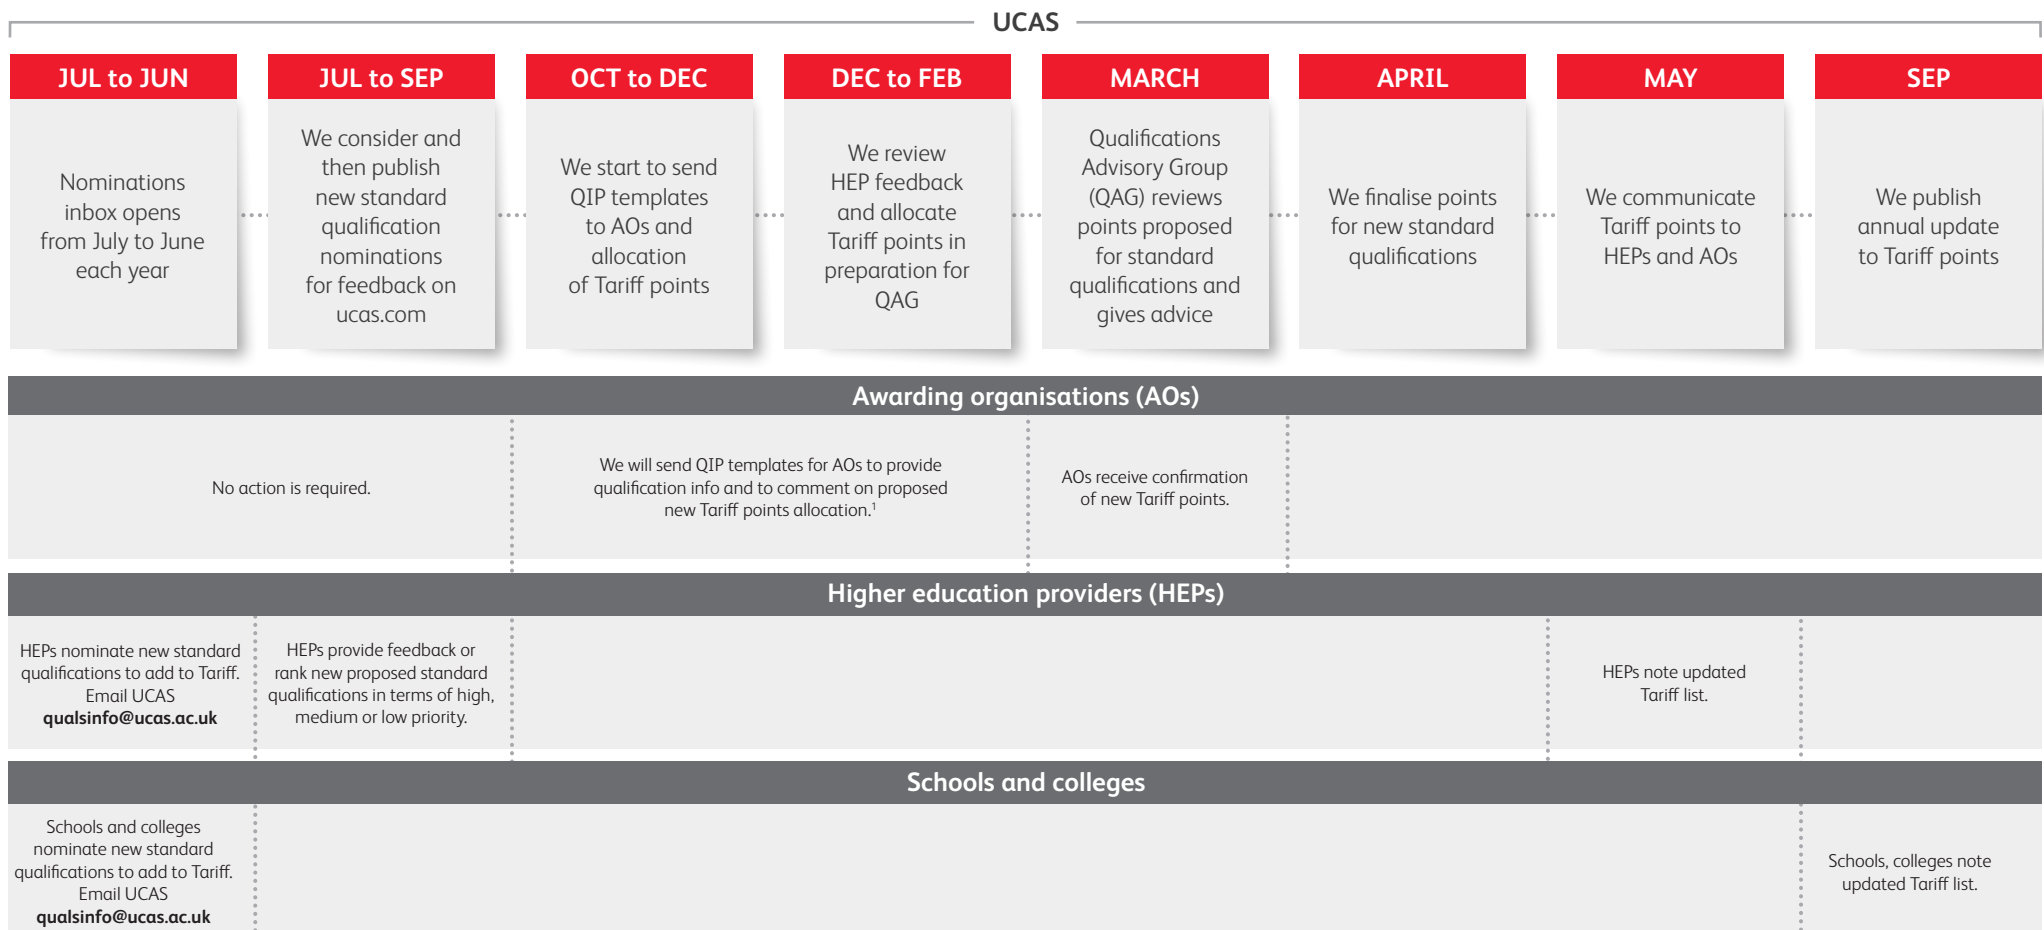 UCAS
JUL to JUN
Nominations
inbox opens
from July to June
each year
JUL to SEP
We consider and
then publish
new standard
qualification
nominations
for feedback on
ucas.com
OCT to DEC
We start to send
QIP templates
to AOs and
allocation
of Tariff points
DEC to FEB
We review
HEP feedback
and allocate
Tariff points in
preparation for
QAG
MARCH
Qualifications
Advisory Group
(QAG) reviews
points proposed
for standard
qualifications and
gives advice
APRIL
We finalise points
for new standard
qualifications
MAY
We communicate
Tariff points to
HEPs and AOs
SEP
We publish
annual update
to Tariff points
Awarding organisations (AOs)
No action is required.
We will send QIP templates for AOs to provide
qualification info and to comment on proposed
new Tariff points allocation.¹
AOs receive confirmation
of new Tariff points.
Higher education providers (HEPs)
HEPs nominate new standard
qualifications to add to Tariff.
Email UCAS
qualsinfo@ucas.ac.uk
HEPs provide feedback or
rank new proposed standard
qualifications in terms of high,
medium or low priority.
HEPs note updated
Tariff list.
Schools and colleges
Schools and colleges
nominate new standard
qualifications to add to Tariff.
Email UCAS
qualsinfo@ucas.ac.uk
Schools, colleges note
updated Tariff list.